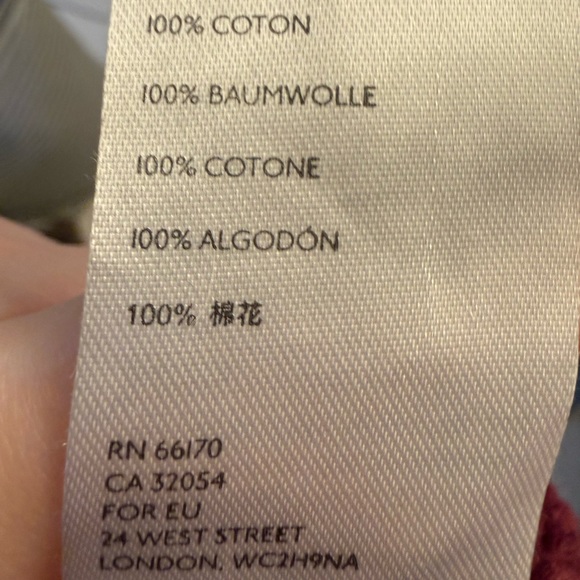 100% COTON
100% BAUMWOLLE
100% COTONE
100% ALGODÓN
100% 棉花
RN 66170
CA 32054
FOR EU
24 WEST STREET
LONDON, WC2H9NA